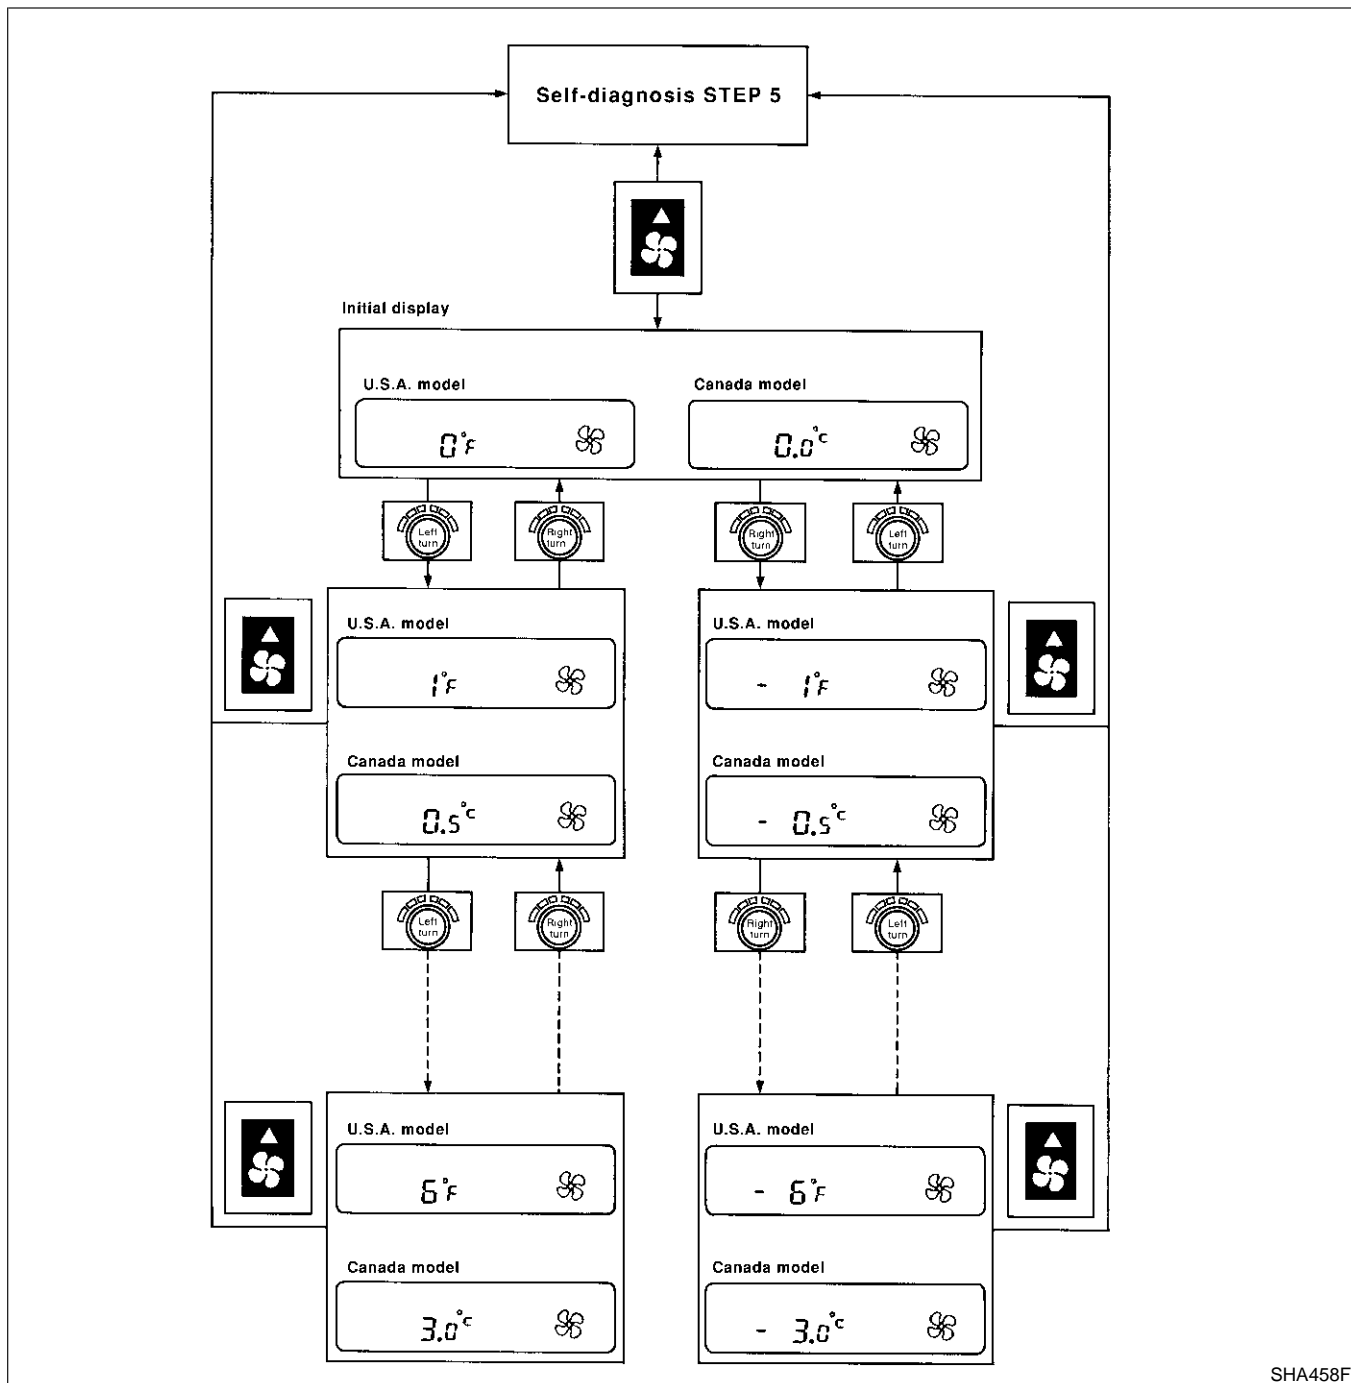 Self-diagnosis STEP 5
Initial display
U.S.A. model
Canada model
0°F
0.0°C
Left turn
Right turn
Right turn
Left turn
U.S.A. model
1°F
Canada model
0.5°C
U.S.A. model
- 1°F
Canada model
- 0.5°C
Left turn
Right turn
Right turn
Left turn
U.S.A. model
6°F
Canada model
3.0°C
U.S.A. model
- 6°F
Canada model
- 3.0°C
SHA458F